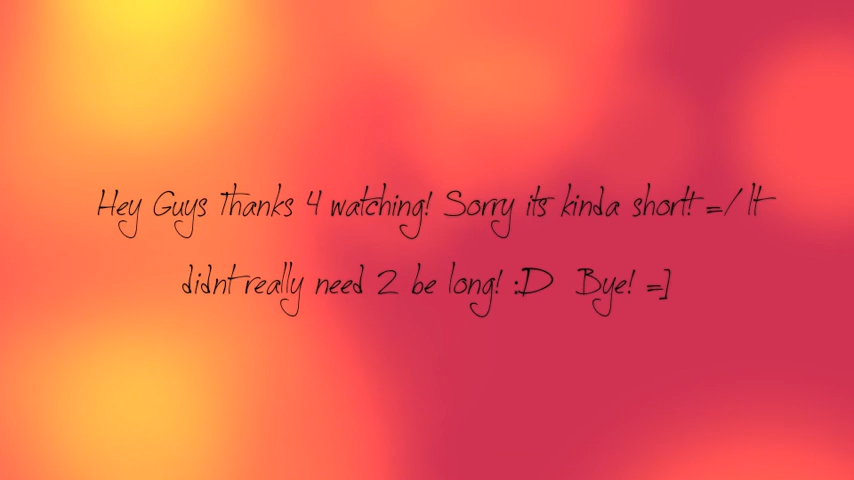 Hey Guys Thanks 4 watching! Sorry its kinda short! =/ It
didnt really need 2 be long! :D Bye! =]